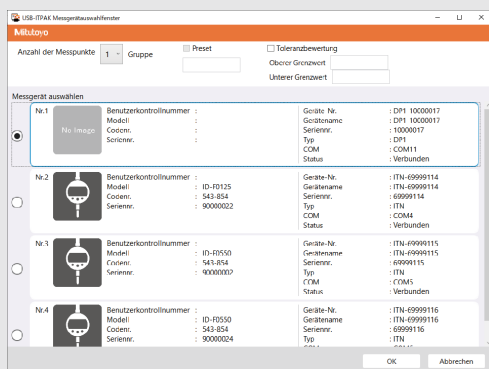 USB-ITPAK Messgerätauswahlfenster
Mitutoyo
Anzahl der Messpunkte 1 Gruppe
Preset
Toleranzbewertung
Oberer Grenzwert
Unterer Grenzwert
Messgerät auswählen
Nr.1
No Image
Benutzerkontrollnummer :
Modell :
Codenr. :
Seriennr. :
Geräte-Nr. : DP1-10000017
Gerätename : DP1-10000017
Seriennr. : 10000017
Typ : DP1
COM : COM11
Status : Verbunden
Nr.2
Benutzerkontrollnummer :
Modell : ID-F0125
Codenr. : 543-854
Seriennr. : 90000022
Geräte-Nr. : ITN-69999114
Gerätename : ITN-69999114
Seriennr. : 69999114
Typ : ITN
COM : COM4
Status : Verbunden
Nr.3
Benutzerkontrollnummer :
Modell : ID-F0550
Codenr. : 543-854
Seriennr. : 90000002
Geräte-Nr. : ITN-69999115
Gerätename : ITN-69999115
Seriennr. : 69999115
Typ : ITN
COM : COM5
Status : Verbunden
Nr.4
Benutzerkontrollnummer :
Modell : ID-F0550
Codenr. : 543-854
Seriennr. : 90000024
Geräte-Nr. : ITN-69999116
Gerätename : ITN-69999116
Seriennr. : 69999116
Typ : ITN
OK
Abbrechen